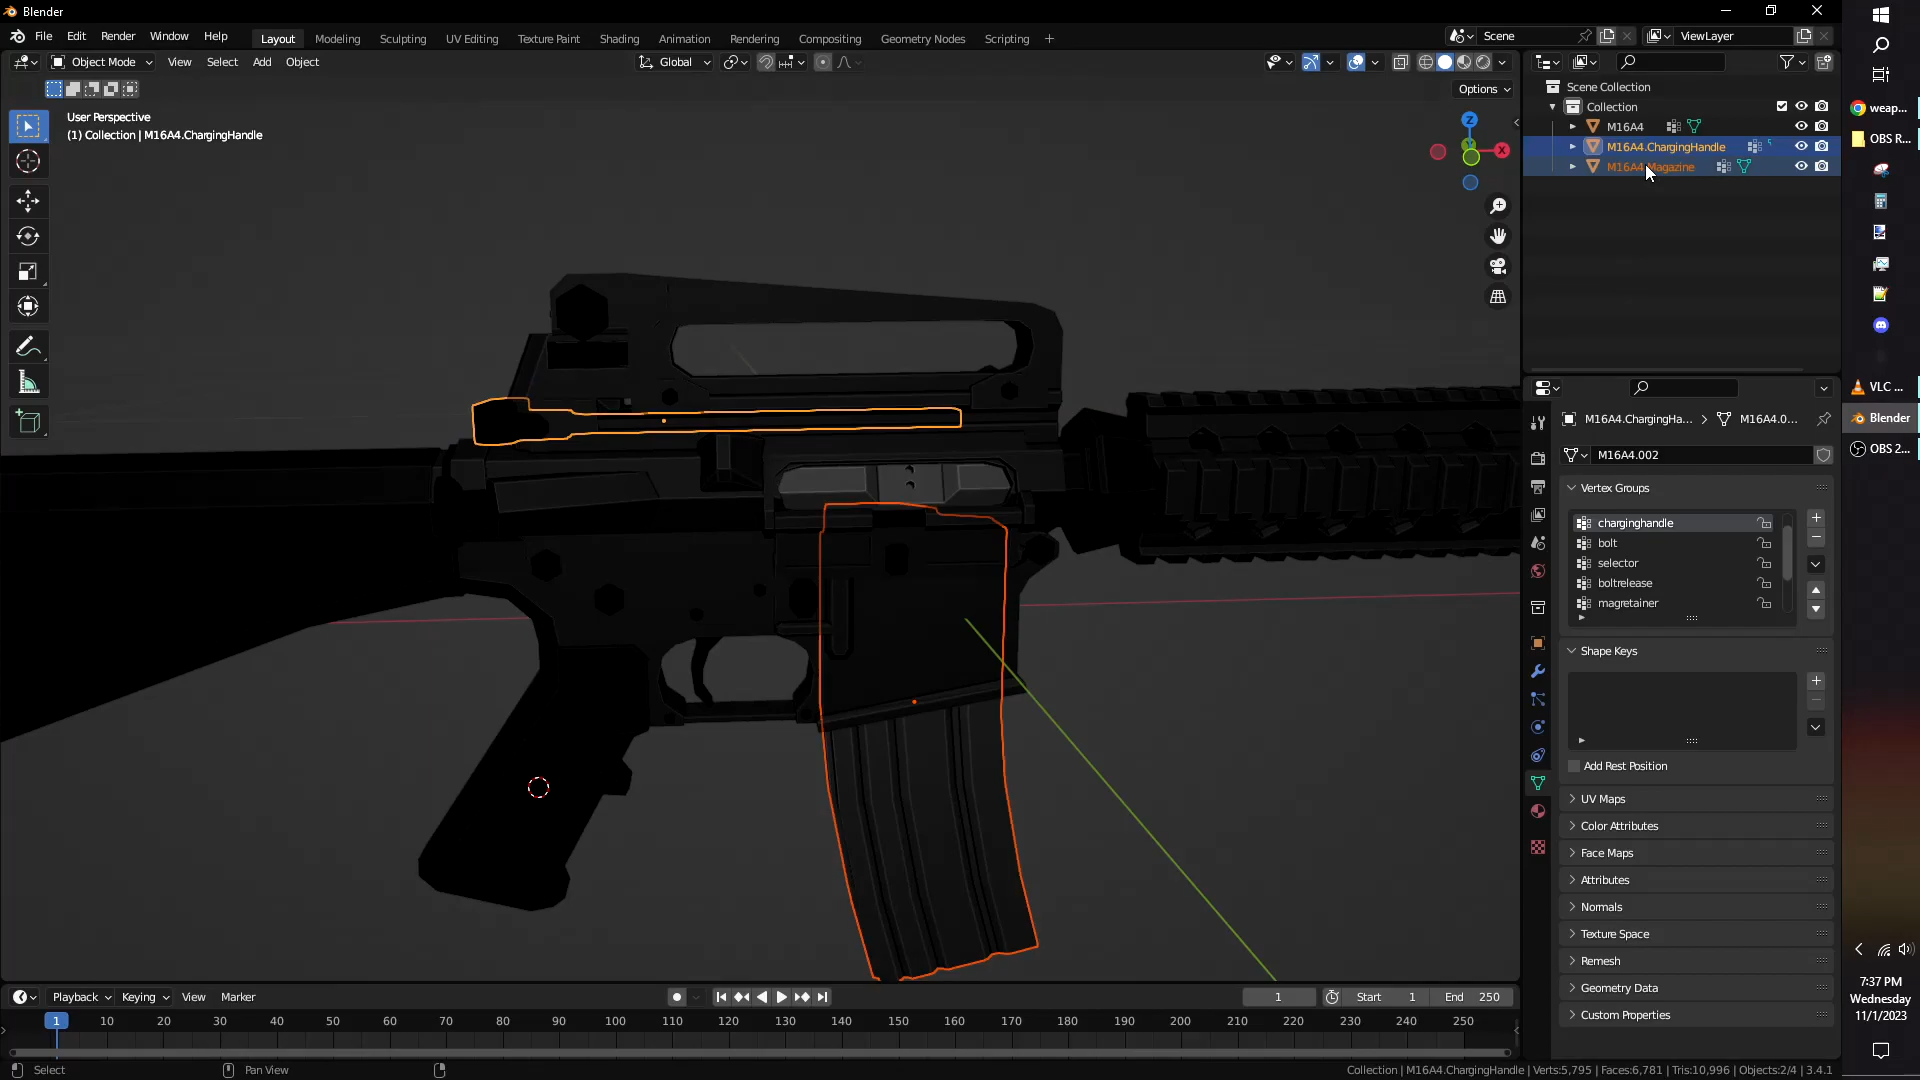 Blender
File Edit Render Window Help
Layout Modeling Sculpting UV Editing Texture Paint Shading Animation Rendering Compositing Geometry Nodes Scripting +
Scene
ViewLayer
Object Mode View Select Add Object
Global
Options
User Perspective
(1) Collection | M16A4.ChargingHandle
Z
X
Scene Collection
Collection
M16A4
M16A4.ChargingHandle
M16A4.Magazine
M16A4.ChargingHa...
M16A4.0...
M16A4.002
Vertex Groups
charginghandle
bolt
selector
boltrelease
magretainer
Shape Keys
Add Rest Position
UV Maps
Color Attributes
Face Maps
Attributes
Normals
Texture Space
Remesh
Geometry Data
Custom Properties
Playback Keying View Marker
1
Start 1 End 250
1 10 20 30 40 50 60 70 80 90 100 110 120 130 140 150 160 170 180 190 200 210 220 230 240 250
Select Pan View
Collection | M16A4.ChargingHandle | Verts:5,795 | Faces:6,781 | Tris:10,996 | Objects:2/4 | 3.4.1
weap...
OBS R...
VLC ...
Blender
OBS 2...
7:37 PM
Wednesday
11/1/2023